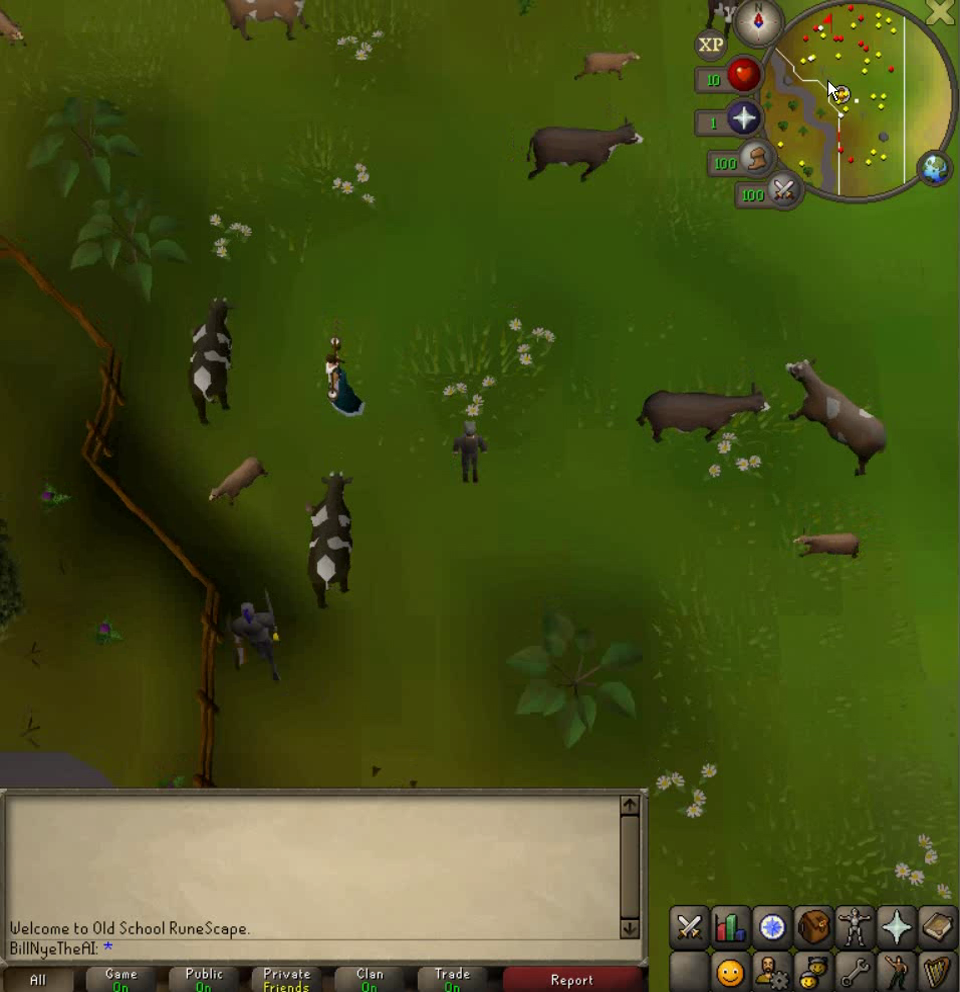 N
XP
10
1
100
100
Welcome to Old School RuneScape.
BillNyeTheAI: *
All
Game
On
Public
On
Private
Friends
Clan
On
Trade
On
Report